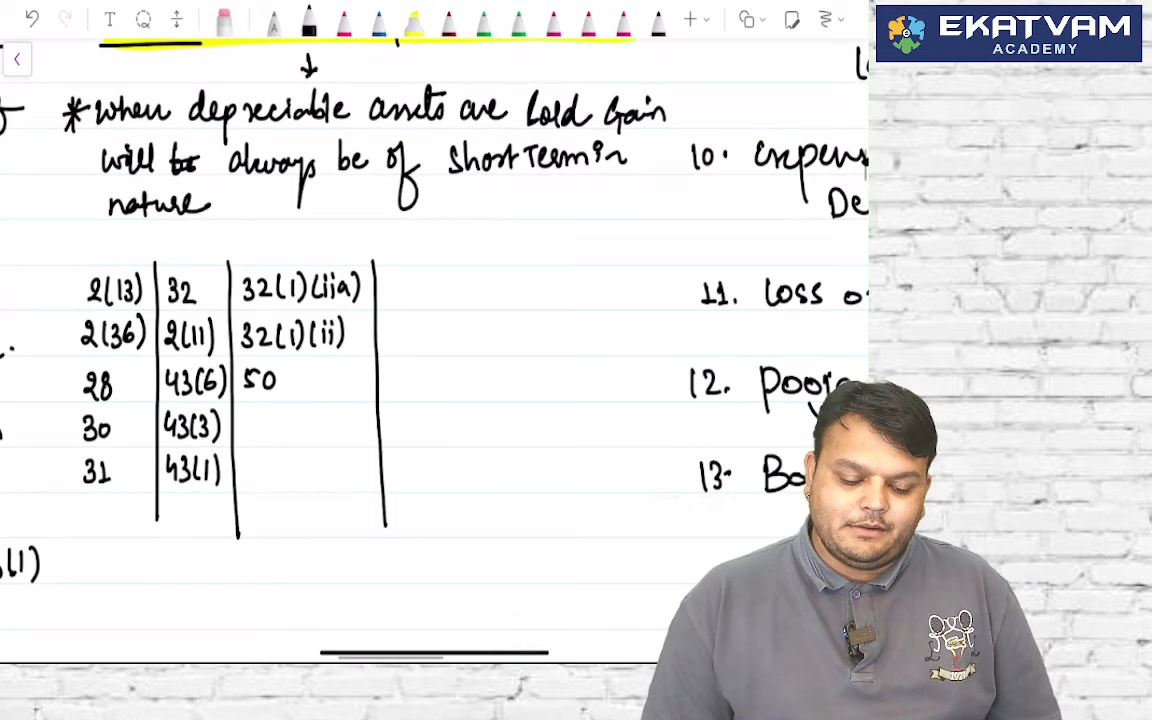 EKATVAM
ACADEMY
*When depreciable assets are sold Gain
will be always be of Short Term in
nature
2(13) 32 32(1)(iia)
2(36) 2(11) 32(1)(ii)
28 43(6) 50
30 43(3)
31 43(1)
(1)
10. expens
De
11. Loss o
12.
13. Bo